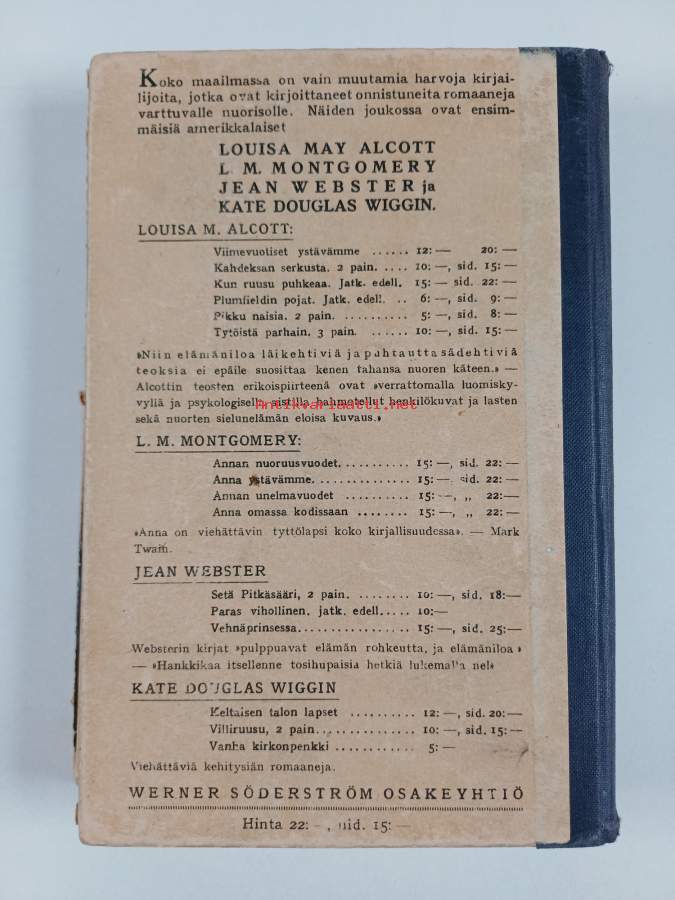 Koko maailmassa on vain muutamia harvoja kirjai-
lijoita, jotka ovat kirjoittaneet onnistuneita romaaneja
varttuvalle nuorisolle. Näiden joukossa ovat ensim-
mäisiä amerikkalaiset
LOUISA MAY ALCOTT
L. M. MONTGOMERY
JEAN WEBSTER ja
KATE DOUGLAS WIGGIN.
LOUISA M. ALCOTT:
Viimevuotiset ystävämme ...... 12: — 20: —
Kahdeksan serkusta. 2 pain. .... 10: —, sid. 15: —
Kun ruusu puhkeaa. Jatk. edell. 15: — sid. 22: —
Plumfieldin pojat. Jatk. edell. .. 6: —, sid. 9: —
Pikku naisia. 2 pain. .......... 5: —, sid. 8: —
Tytöistä parhain. 3 pain. ...... 10: —, sid. 15: —
»Niin elämäniloa läikehtiviä ja puhtautta sädehtiviä
teoksia ei epäile suosittaa kenen tahansa nuoren käteen.» —
Alcottin teosten erikoispiirteenä ovat »verrattomalla luomisky-
vyllä ja psykologisella aistilla hahmotellut henkilökuvat ja lasten
sekä nuorten sielunelämän eloisa kuvaus.»
Antikvariaatti.net
L. M. MONTGOMERY:
Annan nuoruusvuodet.......... 15: —, sid. 22: —
Anna ystävämme.............. 15: —, sid. 22: —
Annan unelmavuodet .......... 15: —, „ 22: —
Anna omassa kodissaan ........ 15: —, „ 22: —
»Anna on viehättävin tyttölapsi koko kirjallisuudessa». — Mark
Twain.
JEAN WEBSTER
Setä Pitkäsääri, 2 pain. ........ 10: —, sid. 18: —
Paras vihollinen. jatk. edell..... 10: —
Vehnäprinsessa................ 15: —, sid. 25: —
Websterin kirjat »pulppuavat elämän rohkeutta, ja elämäniloa»
— »Hankkikaa itsellenne tosihupaisia hetkiä lukemalla ne!»
KATE DOUGLAS WIGGIN
Keltaisen talon lapset .......... 12: —, sid. 20: —
Villiruusu, 2 pain.............. 10: —, sid. 15: —
Vanha kirkonpenkki ............ 5: —
Viehättäviä kehitysiän romaaneja.
WERNER SÖDERSTRÖM OSAKEYHTIÖ
Hinta 22: —, nid. 15: —